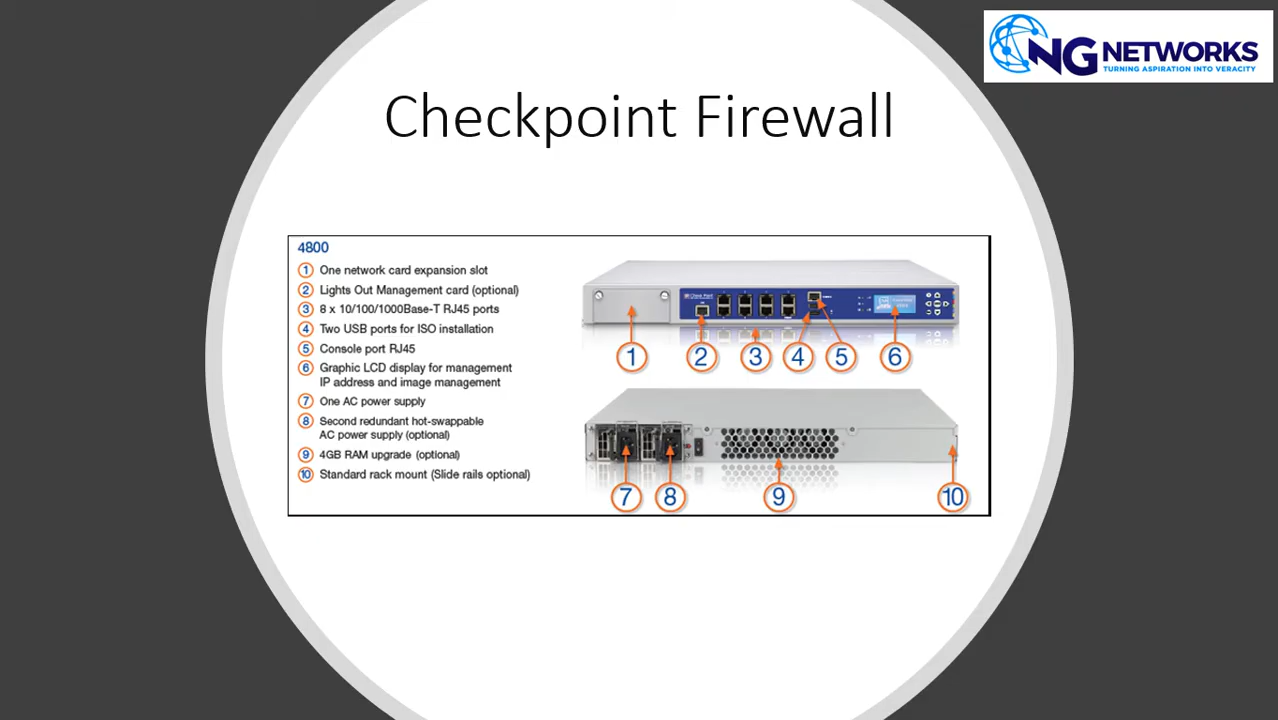 NG NETWORKS
TURNING ASPIRATION INTO VERACITY
Checkpoint Firewall
4800
1 One network card expansion slot
2 Lights Out Management card (optional)
3 8 x 10/100/1000Base-T RJ45 ports
4 Two USB ports for ISO installation
5 Console port RJ45
6 Graphic LCD display for management
IP address and image management
7 One AC power supply
8 Second redundant hot-swappable
AC power supply (optional)
9 4GB RAM upgrade (optional)
10 Standard rack mount (Slide rails optional)
Check Point
1 2 3 4 5 6
7 8 9 10